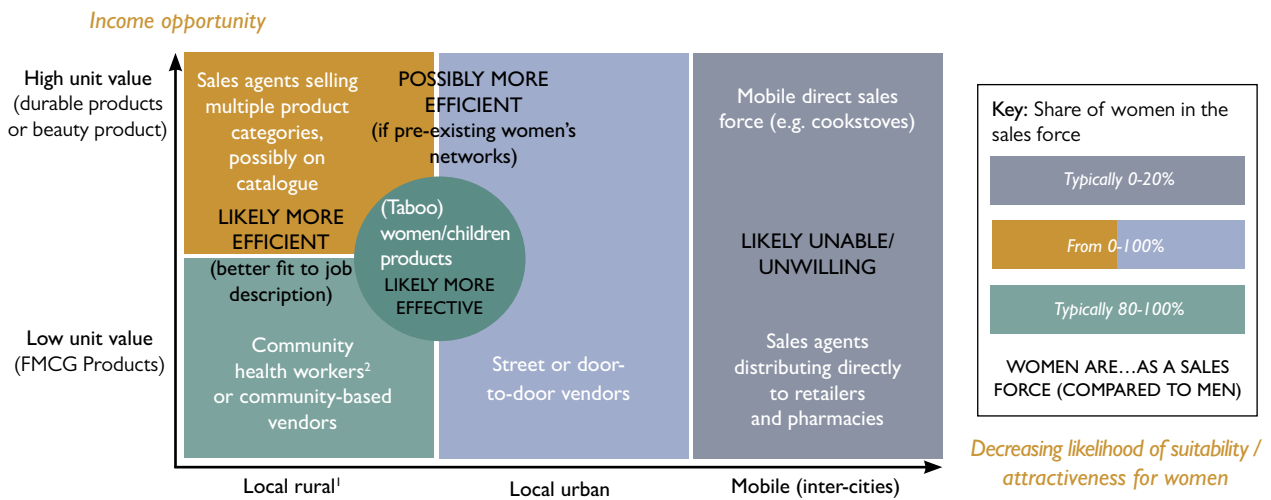 Income opportunity
High unit value
(durable products
or beauty product)
Low unit value
(FMCG Products)
Sales agents selling
multiple product
categories,
possibly on
catalogue
LIKELY MORE
EFFICIENT
(better fit to job
description)
Community
health workers²
or community-based
vendors
POSSIBLY MORE
EFFICIENT
(if pre-existing women's
networks)
(Taboo)
women/children
products
LIKELY MORE
EFFECTIVE
Street or door-
to-door vendors
Mobile direct sales
force (e.g. cookstoves)
LIKELY UNABLE/
UNWILLING
Sales agents
distributing directly
to retailers
and pharmacies
Local rural¹
Local urban
Mobile (inter-cities)
Key: Share of women in the
sales force
Typically 0-20%
From 0-100%
Typically 80-100%
WOMEN ARE…AS A SALES
FORCE (COMPARED TO MEN)
Decreasing likelihood of suitability /
attractiveness for women